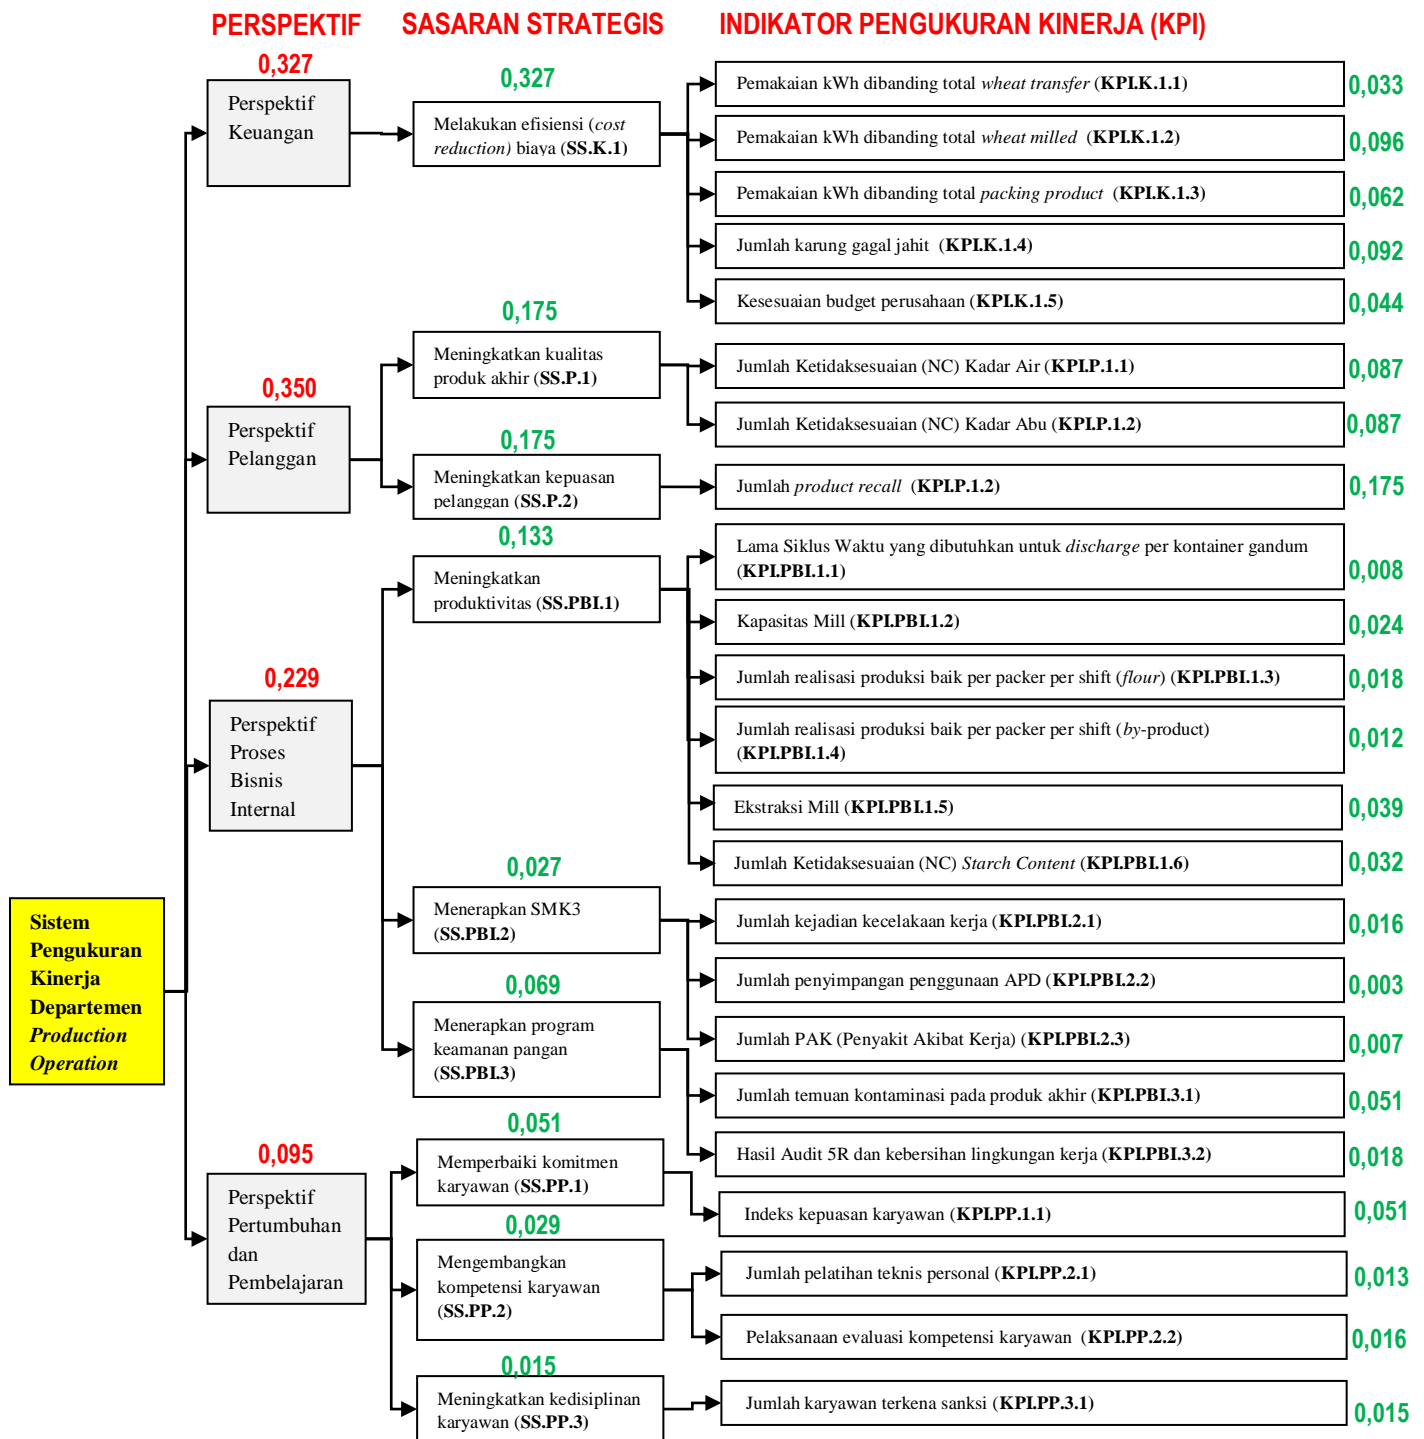 PERSPEKTIF SASARAN STRATEGIS INDIKATOR PENGUKURAN KINERJA (KPI)
Sistem
Pengukuran
Kinerja
Departemen
Production
Operation
0,327
Perspektif
Keuangan
0,327
Melakukan efisiensi (cost
reduction) biaya (SS.K.1)
Pemakaian kWh dibanding total wheat transfer (KPI.K.1.1) 0,033
Pemakaian kWh dibanding total wheat milled (KPI.K.1.2) 0,096
Pemakaian kWh dibanding total packing product (KPI.K.1.3) 0,062
Jumlah karung gagal jahit (KPI.K.1.4) 0,092
Kesesuaian budget perusahaan (KPI.K.1.5) 0,044
0,350
Perspektif
Pelanggan
0,175
Meningkatkan kualitas
produk akhir (SS.P.1)
Jumlah Ketidaksesuaian (NC) Kadar Air (KPI.P.1.1) 0,087
Jumlah Ketidaksesuaian (NC) Kadar Abu (KPI.P.1.2) 0,087
0,175
Meningkatkan kepuasan
pelanggan (SS.P.2)
Jumlah product recall (KPI.P.1.2) 0,175
0,229
Perspektif
Proses
Bisnis
Internal
0,133
Meningkatkan
produktivitas (SS.PBI.1)
Lama Siklus Waktu yang dibutuhkan untuk discharge per kontainer gandum
(KPI.PBI.1.1) 0,008
Kapasitas Mill (KPI.PBI.1.2) 0,024
Jumlah realisasi produksi baik per packer per shift (flour) (KPI.PBI.1.3) 0,018
Jumlah realisasi produksi baik per packer per shift (by-product)
(KPI.PBI.1.4) 0,012
Ekstraksi Mill (KPI.PBI.1.5) 0,039
Jumlah Ketidaksesuaian (NC) Starch Content (KPI.PBI.1.6) 0,032
0,027
Menerapkan SMK3
(SS.PBI.2)
Jumlah kejadian kecelakaan kerja (KPI.PBI.2.1) 0,016
Jumlah penyimpangan penggunaan APD (KPI.PBI.2.2) 0,003
Jumlah PAK (Penyakit Akibat Kerja) (KPI.PBI.2.3) 0,007
0,069
Menerapkan program
keamanan pangan
(SS.PBI.3)
Jumlah temuan kontaminasi pada produk akhir (KPI.PBI.3.1) 0,051
Hasil Audit 5R dan kebersihan lingkungan kerja (KPI.PBI.3.2) 0,018
0,095
Perspektif
Pertumbuhan
dan
Pembelajaran
0,051
Memperbaiki komitmen
karyawan (SS.PP.1)
Indeks kepuasan karyawan (KPI.PP.1.1) 0,051
0,029
Mengembangkan
kompetensi karyawan
(SS.PP.2)
Jumlah pelatihan teknis personal (KPI.PP.2.1) 0,013
Pelaksanaan evaluasi kompetensi karyawan (KPI.PP.2.2) 0,016
0,015
Meningkatkan kedisiplinan
karyawan (SS.PP.3)
Jumlah karyawan terkena sanksi (KPI.PP.3.1) 0,015